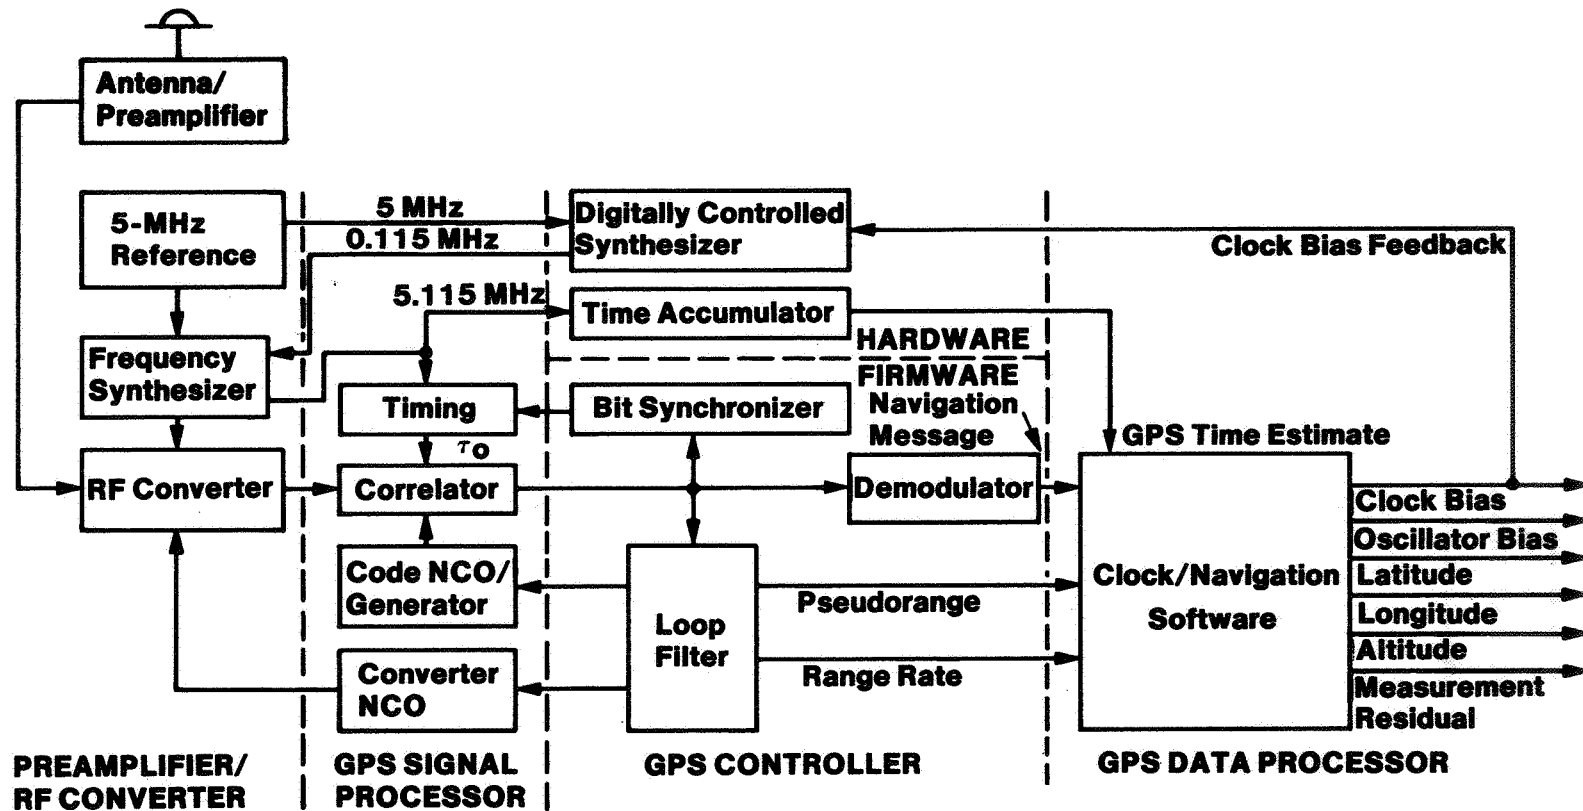 Antenna/
Preamplifier
5-MHz
Reference
5 MHz
0.115 MHz
Digitally Controlled
Synthesizer
Clock Bias Feedback
5.115 MHz
Time Accumulator
HARDWARE
FIRMWARE
Frequency
Synthesizer
Timing
Bit Synchronizer
Navigation
Message
GPS Time Estimate
τo
RF Converter
Correlator
Demodulator
Code NCO/
Generator
Loop
Filter
Pseudorange
Range Rate
Converter
NCO
Clock/Navigation
Software
Clock Bias
Oscillator Bias
Latitude
Longitude
Altitude
Measurement
Residual
PREAMPLIFIER/
RF CONVERTER
GPS SIGNAL
PROCESSOR
GPS CONTROLLER
GPS DATA PROCESSOR